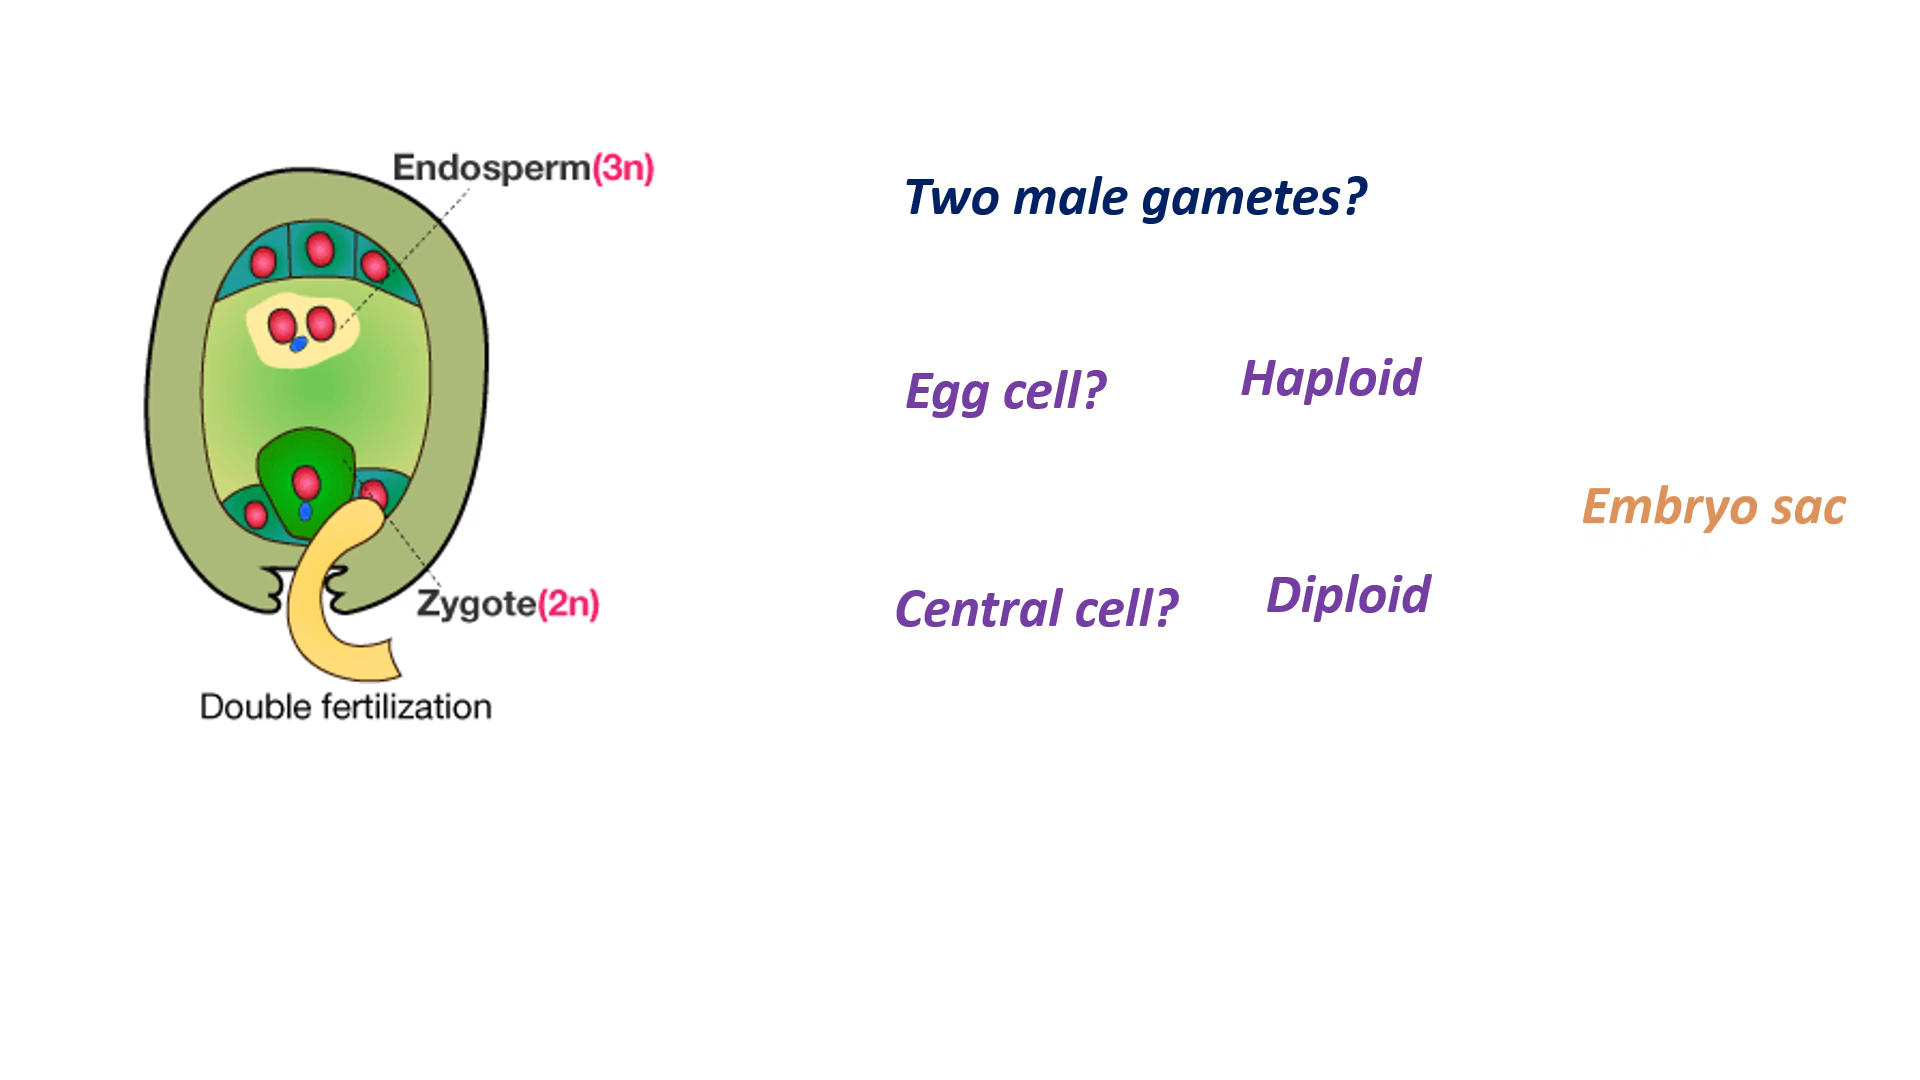 Endosperm(3n)
Zygote(2n)
Double fertilization
Two male gametes?
Egg cell?
Haploid
Embryo sac
Central cell?
Diploid